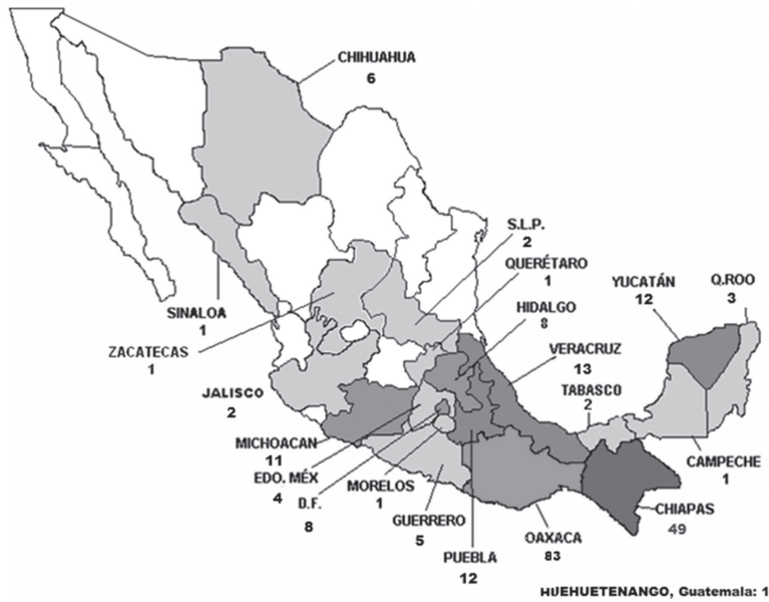 CHIHUAHUA
6
S.L.P.
2
QUERÉTARO
1
HIDALGO
8
YUCATÁN
12
Q.ROO
3
SINALOA
1
VERACRUZ
13
ZACATECAS
1
TABASCO
2
JALISCO
2
MICHOACAN
11
CAMPECHE
1
EDO. MÉX
4
MORELOS
1
D.F.
8
CHIAPAS
49
GUERRERO
5
OAXACA
83
PUEBLA
12
HUEHUETENANGO, Guatemala: 1